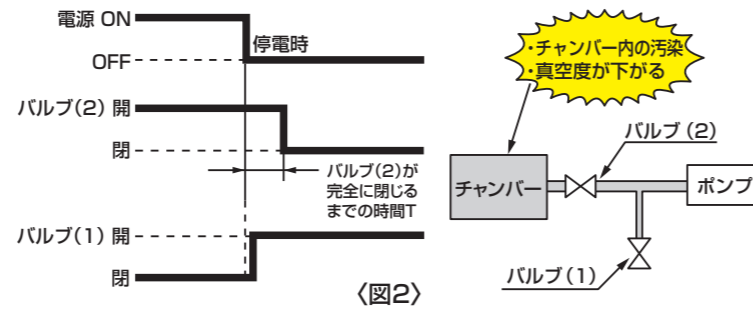 電源 ON
停電時
OFF
バルブ(2) 開
閉
バルブ(2)が
完全に閉じる
までの時間T
バルブ(1) 開
閉
〈図2〉
・チャンバー内の汚染
・真空度が下がる
バルブ(2)
チャンバー
ポンプ
バルブ(1)